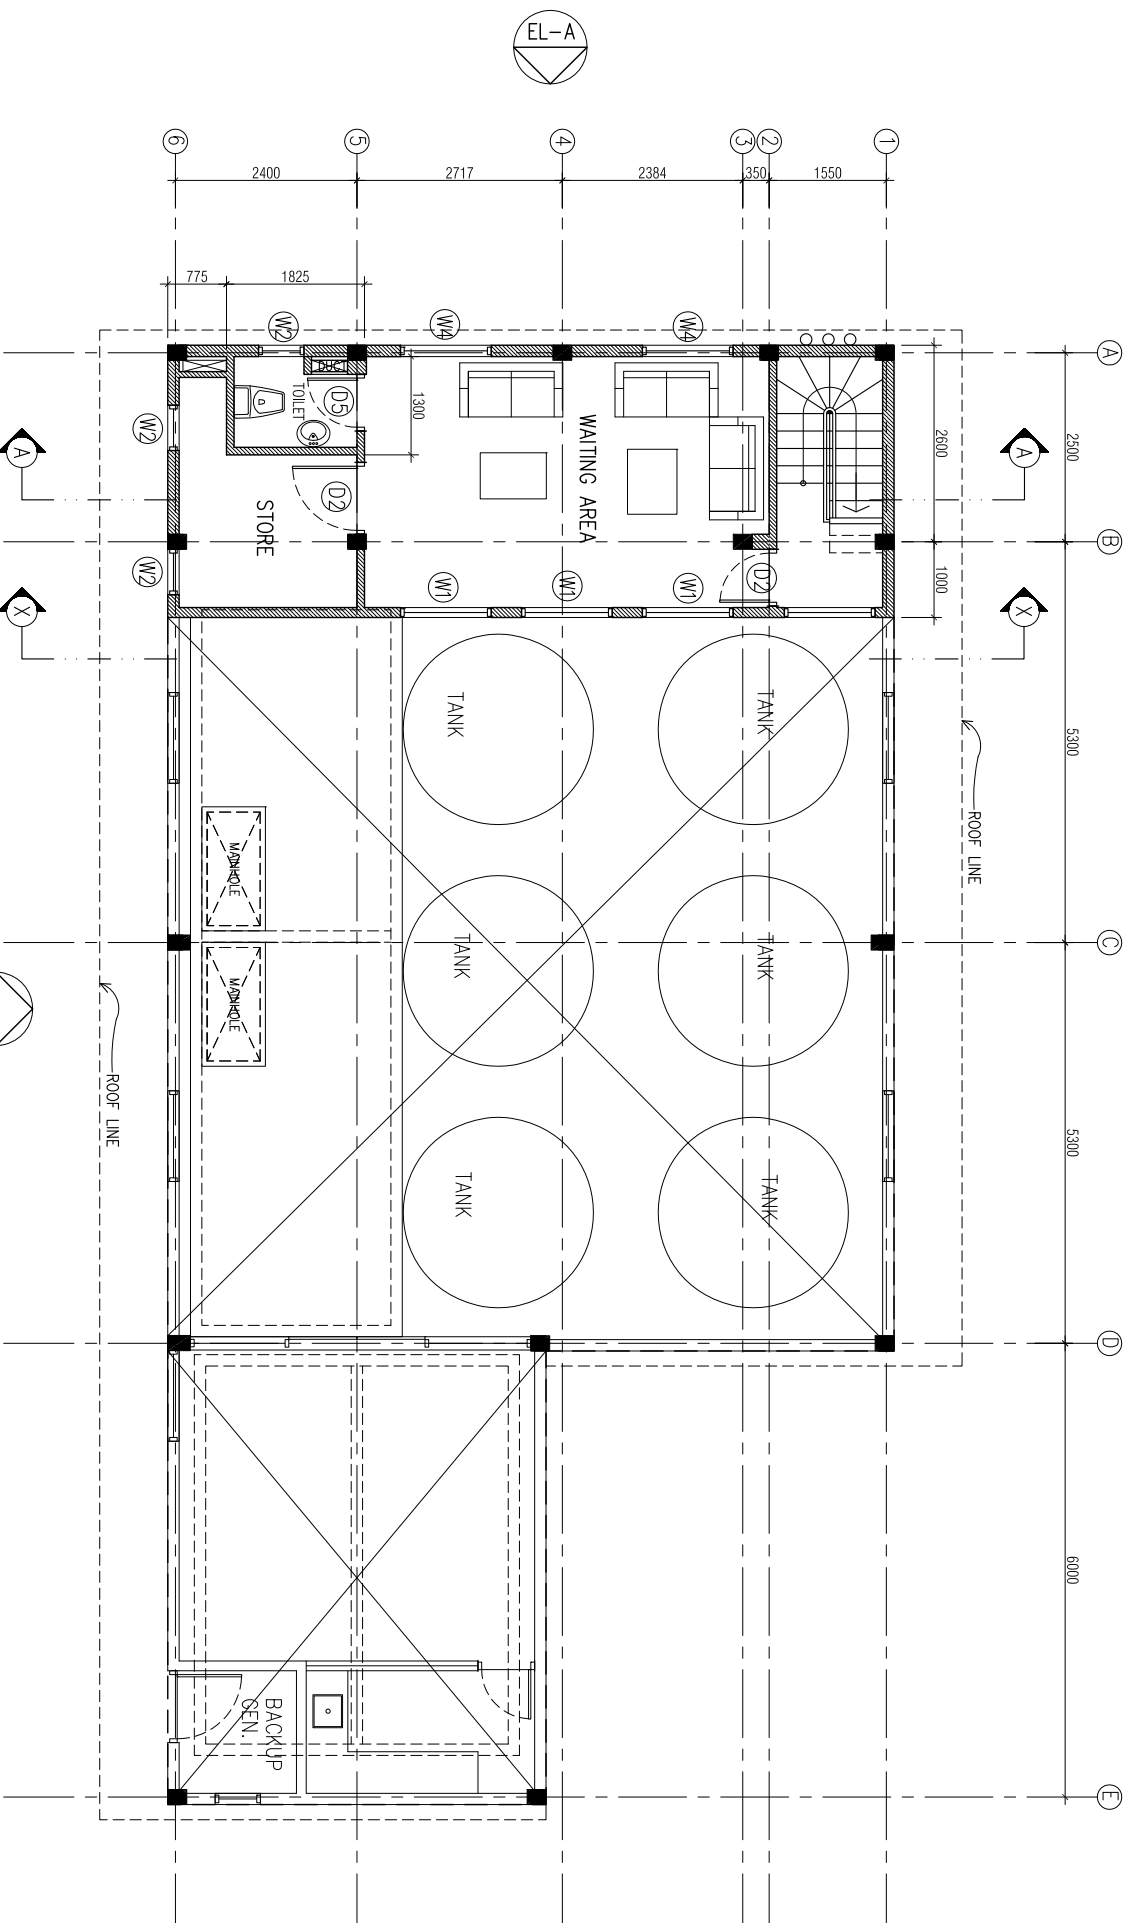 EL-A
6
5
4
3
2
1
2400
2717
2384
350
1550
775
1825
W2
W4
W4
A
DUCT
TOILET
D5
1300
WAITING AREA
2600
2500
W2
A
D2
STORE
A
B
W2
X
W1
W1
W1
D2
1000
X
TANK
TANK
5300
ROOF LINE
MAINHOLE
TANK
TANK
C
MAINHOLE
ROOF LINE
5300
TANK
TANK
D
6000
BACKUP
GEN.
E